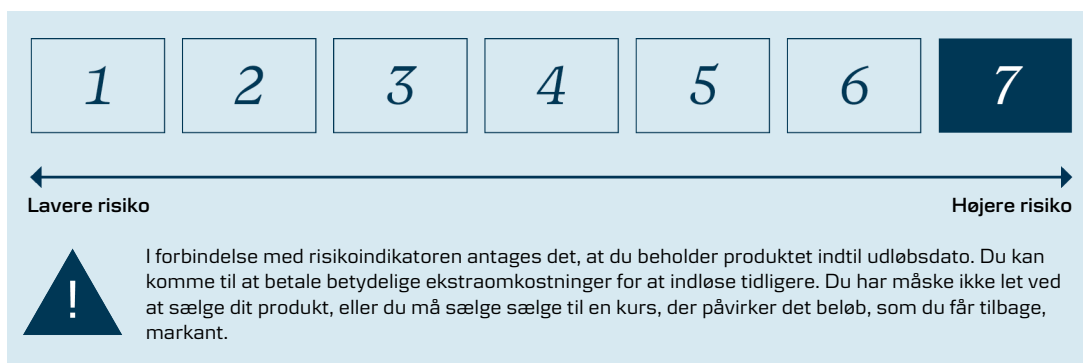 1 2 3 4 5 6 7
Lavere risiko Højere risiko
! I forbindelse med risikoindikatoren antages det, at du beholder produktet indtil udløbsdato. Du kan
komme til at betale betydelige ekstraomkostninger for at indløse tidligere. Du har måske ikke let ved
at sælge dit produkt, eller du må sælge sælge til en kurs, der påvirker det beløb, som du får tilbage,
markant.